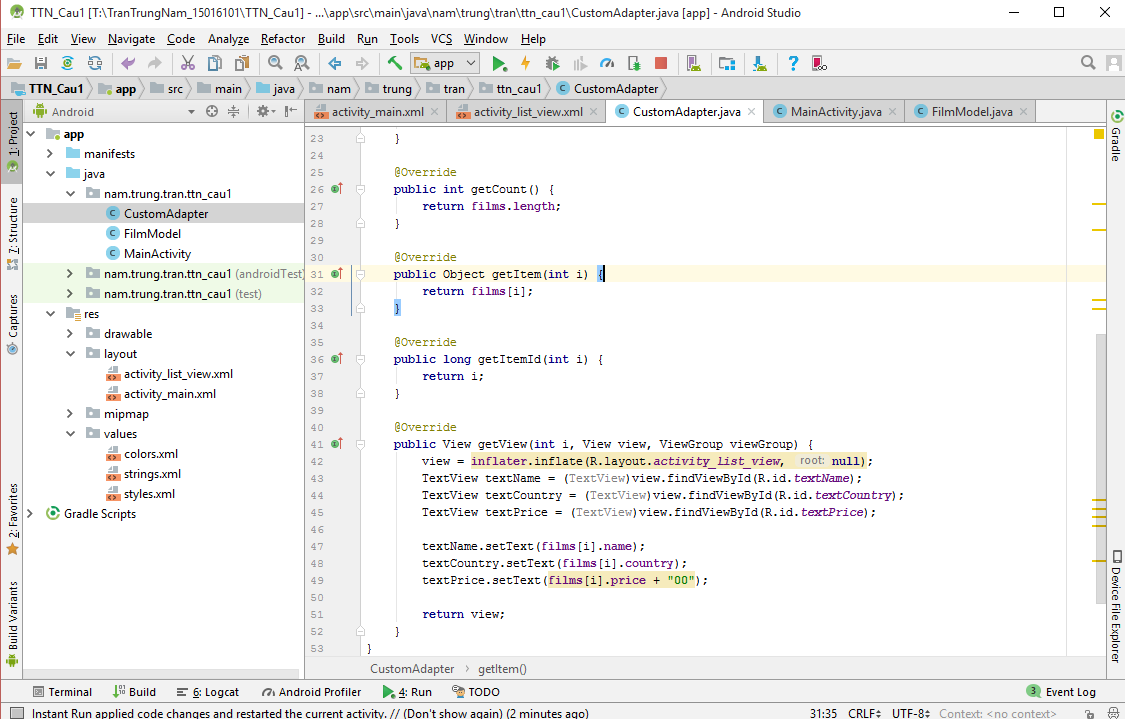 TTN_Cau1 [T:\TranTrungNam_15016101\TTN_Cau1] - ...\app\src\main\java\nam\trung\tran\ttn_cau1\CustomAdapter.java [app] - Android Studio
File Edit View Navigate Code Analyze Refactor Build Run Tools VCS Window Help
app
TTN_Cau1 app src main java nam trung tran ttn_cau1 CustomAdapter
Android
activity_main.xml activity_list_view.xml CustomAdapter.java MainActivity.java FilmModel.java
1: Project
7: Structure
Captures
2: Favorites
Build Variants
app
manifests
java
nam.trung.tran.ttn_cau1
CustomAdapter
FilmModel
MainActivity
nam.trung.tran.ttn_cau1 (androidTest)
nam.trung.tran.ttn_cau1 (test)
res
drawable
layout
activity_list_view.xml
activity_main.xml
mipmap
values
colors.xml
strings.xml
styles.xml
Gradle Scripts
23 }
24
25 @Override
26 public int getCount() {
27 return films.length;
28 }
29
30 @Override
31 public Object getItem(int i) {
32 return films[i];
33 }
34
35 @Override
36 public long getItemId(int i) {
37 return i;
38 }
39
40 @Override
41 public View getView(int i, View view, ViewGroup viewGroup) {
42 view = inflater.inflate(R.layout.activity_list_view, root: null);
43 TextView textName = (TextView)view.findViewById(R.id.textName);
44 TextView textCountry = (TextView)view.findViewById(R.id.textCountry);
45 TextView textPrice = (TextView)view.findViewById(R.id.textPrice);
46
47 textName.setText(films[i].name);
48 textCountry.setText(films[i].country);
49 textPrice.setText(films[i].price + "00");
50
51 return view;
52 }
53 }
CustomAdapter › getItem()
Gradle
Device File Explorer
Terminal Build 6: Logcat Android Profiler 4: Run TODO 3 Event Log
Instant Run applied code changes and restarted the current activity. // (Don't show again) (2 minutes ago) 31:35 CRLF UTF-8 Context: <no context>